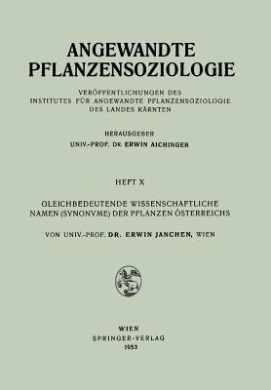 ANGEWANDTE
PFLANZENSOZIOLOGIE
VERÖFFENTLICHUNGEN DES
INSTITUTES FÜR ANGEWANDTE PFLANZENSOZIOLOGIE
DES LANDES KÄRNTEN
HERAUSGEBER
UNIV.-PROF. DR. ERWIN AICHINGER
HEFT X
GLEICHBEDEUTENDE WISSENSCHAFTLICHE
NAMEN (SYNONYME) DER PFLANZEN ÖSTERREICHS
VON UNIV.-PROF. DR. ERWIN JANCHEN, WIEN
WIEN
SPRINGER-VERLAG
1953